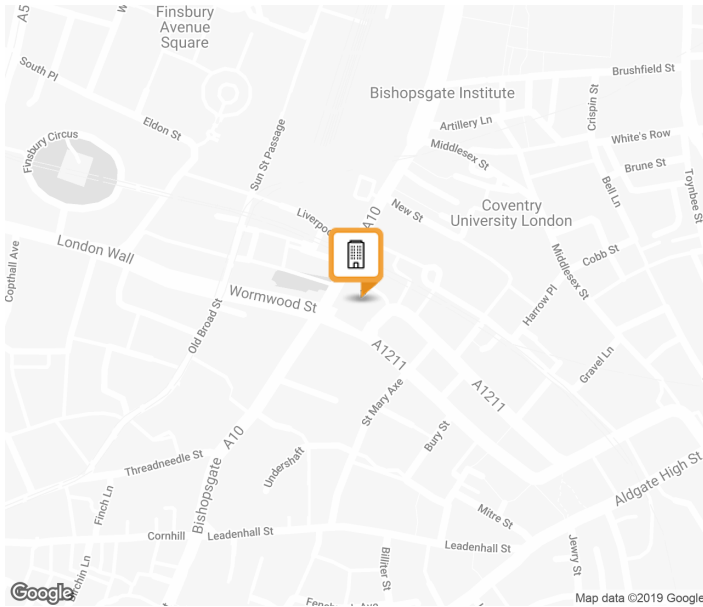 Finsbury
Avenue
Square
A5
South Pl
Brushfield St
Bishopsgate Institute
Crispin St
Artillery Ln
Eldon St
White's Row
Finsbury Circus
Sun St Passage
Middlesex St
Brune St
Toynbee St
Bell Ln
New St
Coventry
University London
A10
London Wall
Copthall Ave
Middlesex St
Cobb St
Wormwood St
Harrow Pl
Old Broad St
A1211
Gravel Ln
A1211
St Mary Axe
A10
Bury St
Undershaft
Threadneedle St
Bishopsgate
Aldgate High St
Finch Ln
Mitre St
Cornhill
Leadenhall St
Leadenhall St
Jewry St
Billiter St
Google
Map data ©2019 Google